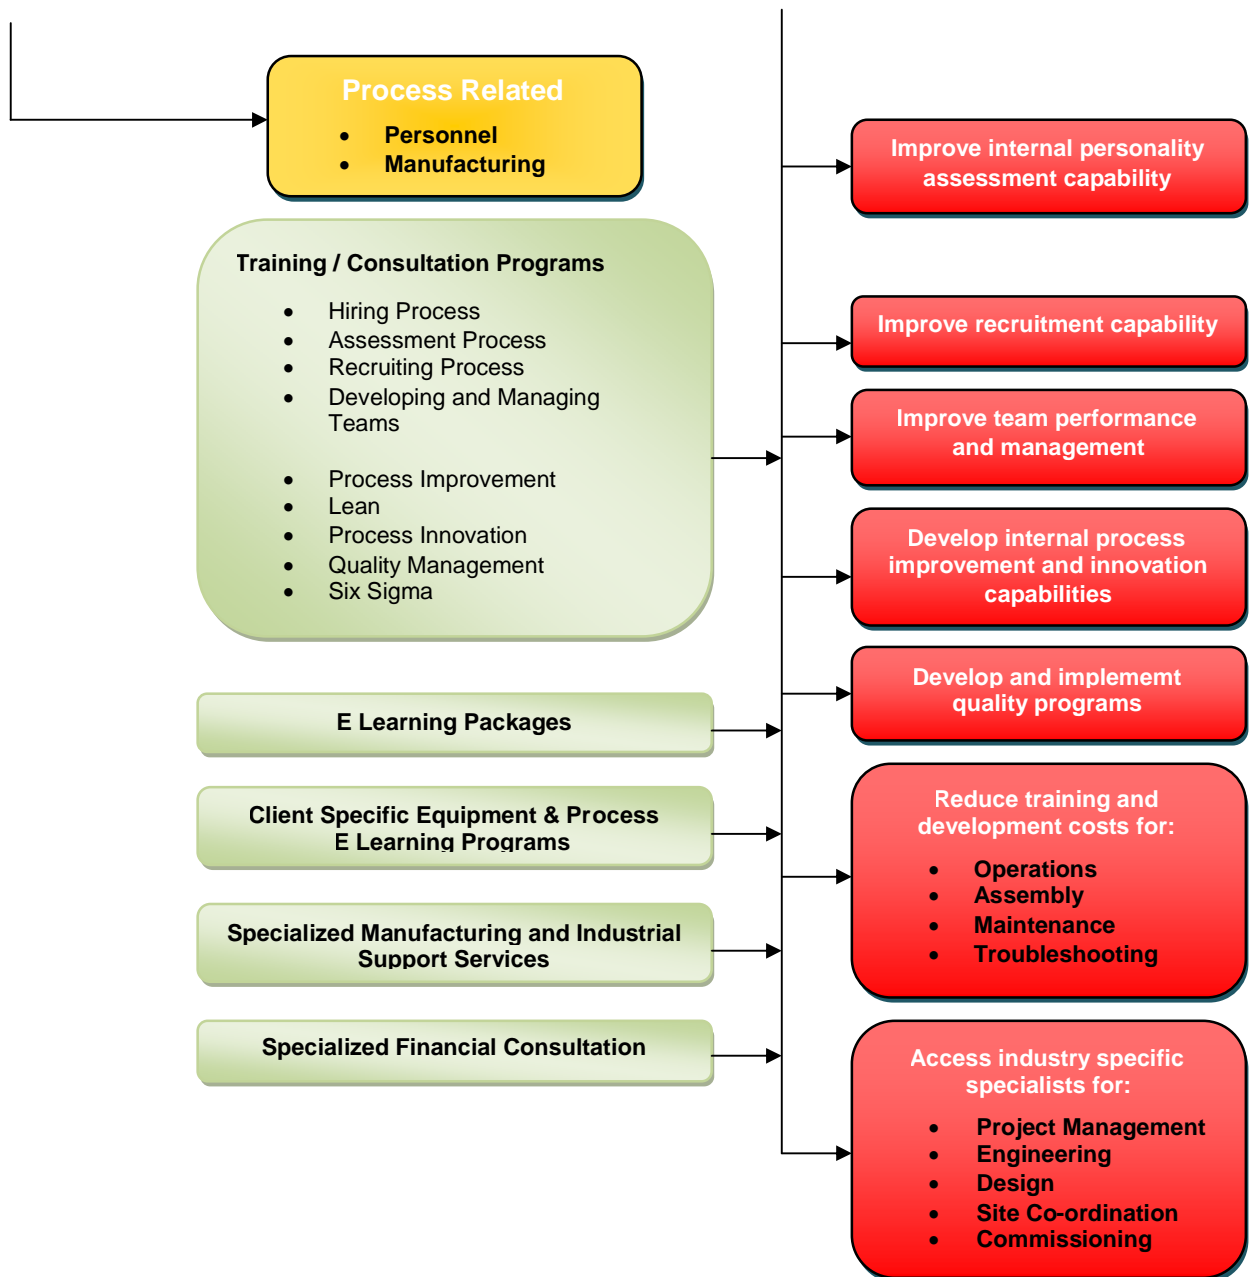 Process Related
• Personnel
• Manufacturing
Training / Consultation Programs
• Hiring Process
• Assessment Process
• Recruiting Process
• Developing and Managing
Teams
• Process Improvement
• Lean
• Process Innovation
• Quality Management
• Six Sigma
E Learning Packages
Client Specific Equipment & Process
E Learning Programs
Specialized Manufacturing and Industrial
Support Services
Specialized Financial Consultation
Improve internal personality
assessment capability
Improve recruitment capability
Improve team performance
and management
Develop internal process
improvement and innovation
capabilities
Develop and implememt
quality programs
Reduce training and
development costs for:
• Operations
• Assembly
• Maintenance
• Troubleshooting
Access industry specific
specialists for:
• Project Management
• Engineering
• Design
• Site Co-ordination
• Commissioning